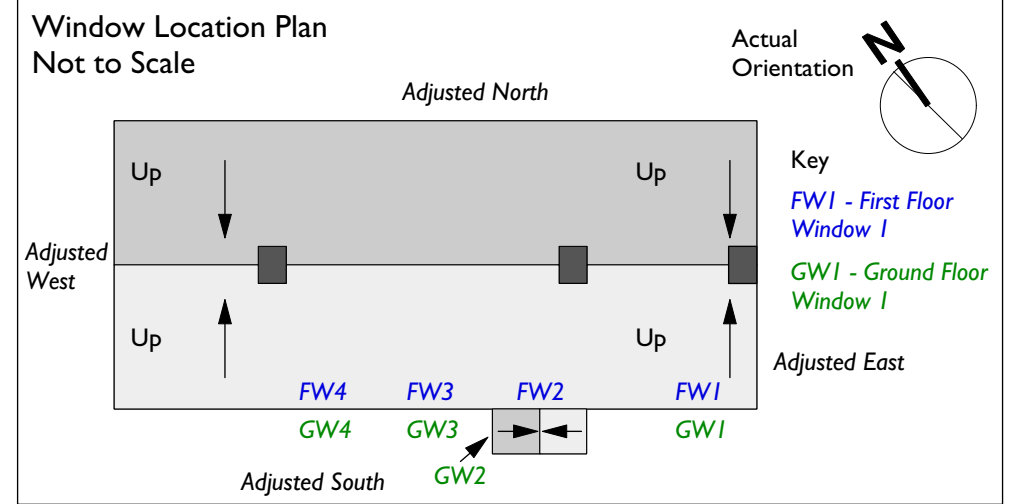 Window Location Plan
Not to Scale
Actual
Orientation
N
Adjusted North
Up
Up
Key
FW1 - First Floor
Window 1
GW1 - Ground Floor
Window 1
Adjusted
West
Up
Up
Adjusted East
FW4 FW3 FW2 FW1
GW4 GW3 GW1
GW2
Adjusted South